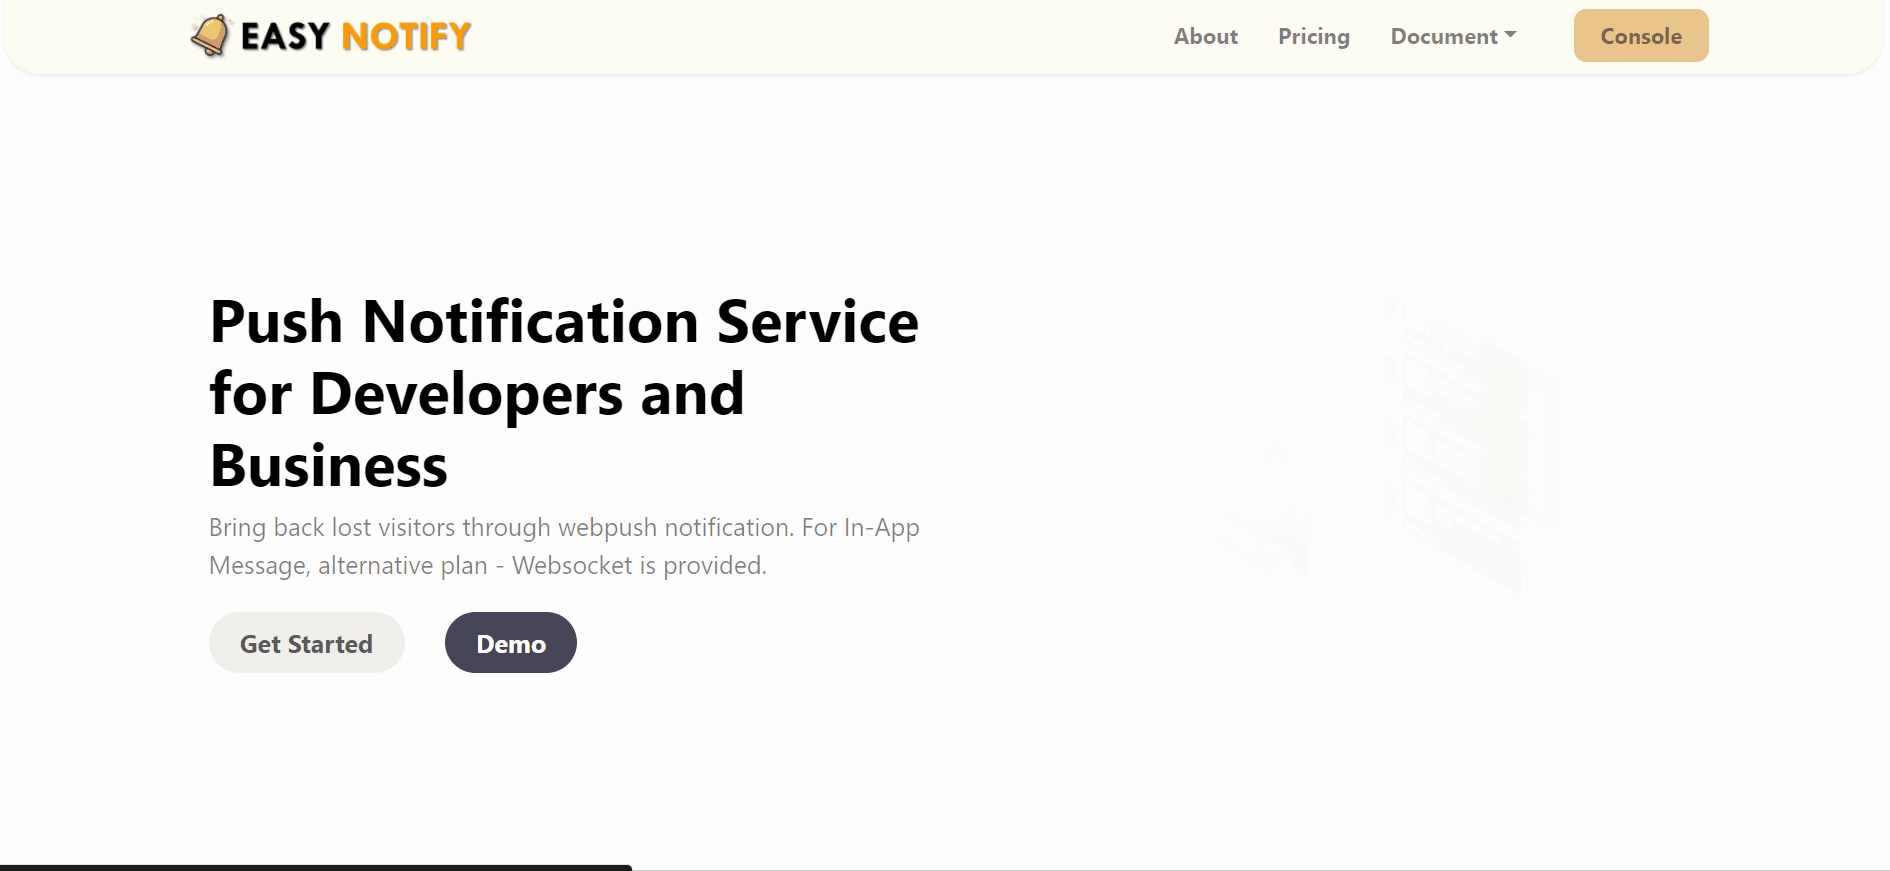 EASY NOTIFY
About
Pricing
Document
Console
Push Notification Service
for Developers and
Business
Bring back lost visitors through webpush notification. For In-App
Message, alternative plan - Websocket is provided.
Get Started
Demo